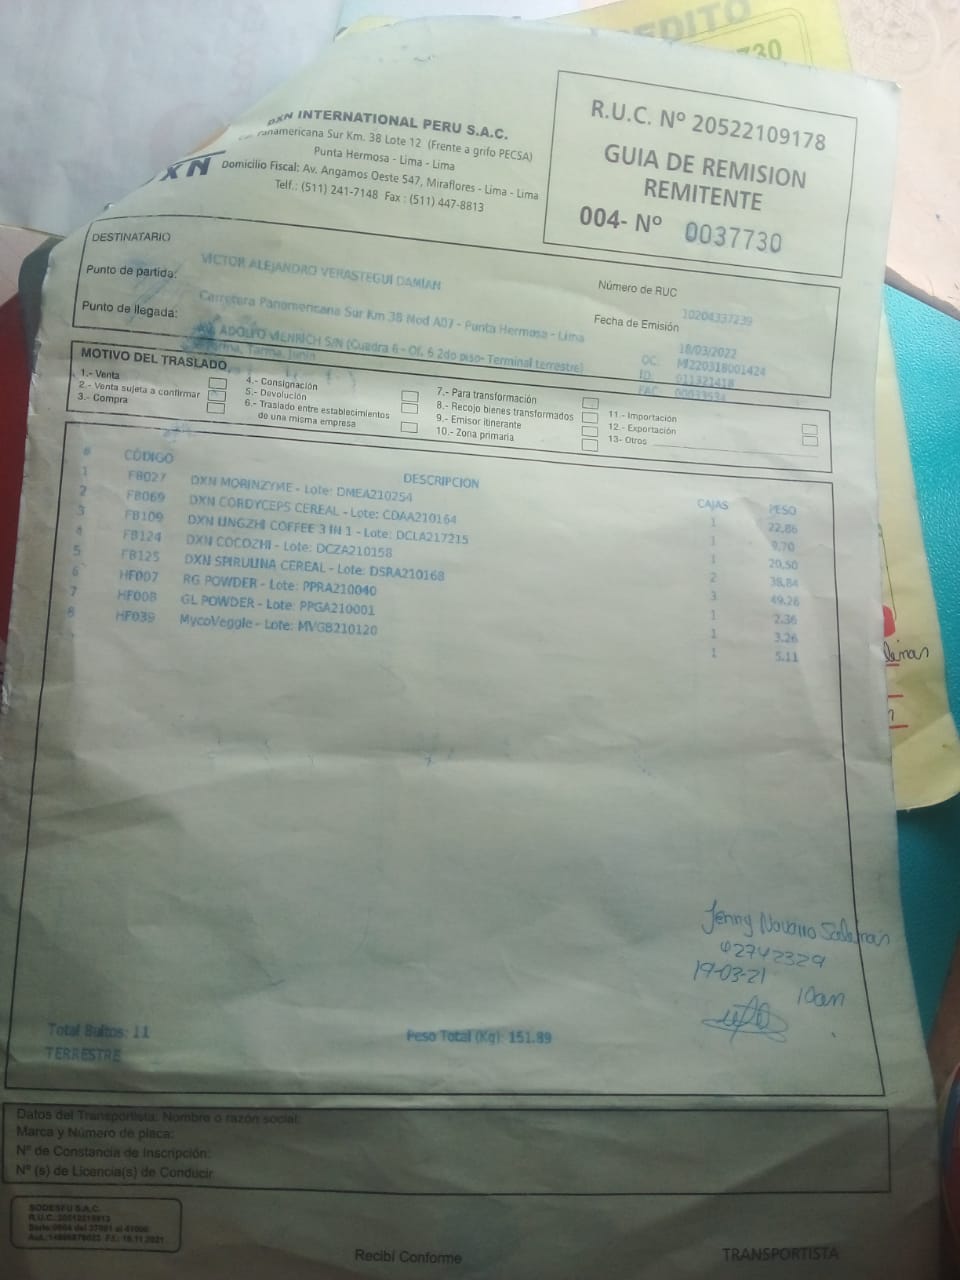 EDITO
730
DXN INTERNATIONAL PERU S.A.C.
Panamericana Sur Km. 38 Lote 12 (Frente a grifo PECSA)
Punta Hermosa - Lima - Lima
Domicilio Fiscal: Av. Angamos Oeste 547, Miraflores - Lima - Lima
Telf.: (511) 241-7148 Fax : (511) 447-8813
XN
R.U.C. Nº 20522109178
GUIA DE REMISION
REMITENTE
004- Nº 0037730
DESTINATARIO
VICTOR ALEJANDRO VERASTEGUI DAMIAN
Número de RUC
10204337239
Punto de partida:
Carretera Panamericana Sur Km 38 Mod A07 - Punta Hermosa - Lima
Fecha de Emisión
18/03/2022
Punto de llegada:
ADOLFO VIENRICH S/N (Cuadra 6 - Of. 6 2do piso- Terminal terrestre)
Tarma, Tarma, Junin
OC: MI220318001424
ID: 011321418
FAC:
MOTIVO DEL TRASLADO
1.- Venta
2.- Venta sujeta a confirmar
3.- Compra
4.- Consignación
5.- Devolución
6.- Traslado entre establecimientos
de una misma empresa
7.- Para transformación
8.- Recojo bienes transformados
9.- Emisor itinerante
10.- Zona primaria
11.- Importación
12.- Exportación
13- Otros
# CÓDIGO DESCRIPCION CAJAS PESO
1 FB027 DXN MORINZYME - Lote: DMEA210254 1 22,86
2 FB069 DXN CORDYCEPS CEREAL - Lote: CDAA210164 1 9,70
3 FB109 DXN LINGZHI COFFEE 3 IN 1 - Lote: DCLA217215 1 20,50
4 FB124 DXN COCOZHI - Lote: DCZA210158 2 38,84
5 FB125 DXN SPIRULINA CEREAL - Lote: DSRA210168 3 49,26
6 HF007 RG POWDER - Lote: PPRA210040 1 2,36
7 HF008 GL POWDER - Lote: PPGA210001 1 3,26
8 HF039 MycoVeggie - Lote: MVGB210120 1 5,11
Jenny Navarro
42742329
19-03-21
10am
Total Bultos: 11
Peso Total (Kg): 151.89
TERRESTRE
Datos del Transportista: Nombre o razón social:
Marca y Número de placa:
Nº de Constancia de Inscripción:
Nº (s) de Licencia(s) de Conducir
SODESFU S.A.C.
Recibí Conforme
TRANSPORTISTA